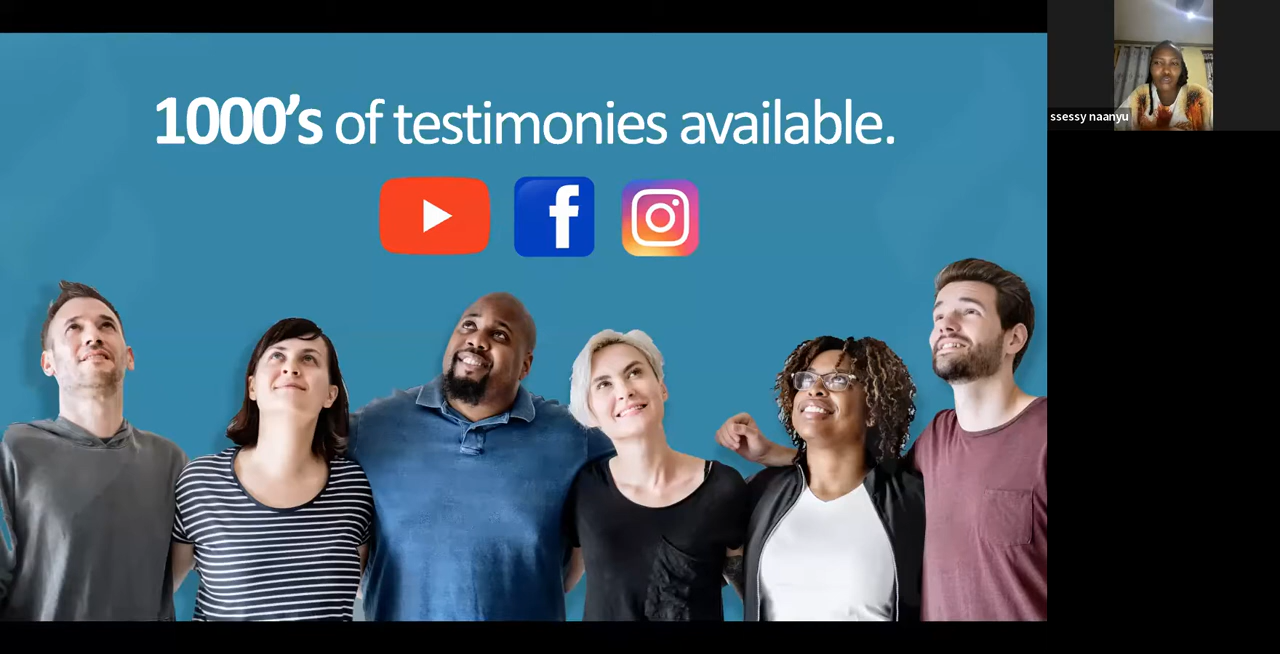 1000's of testimonies available.
f
ssessy naanyu